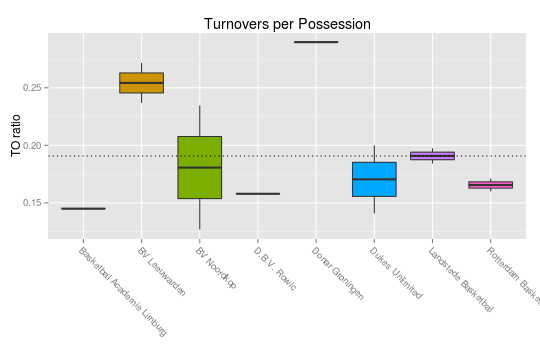 Turnovers per Possession
TO ratio
0.25
0.20
0.15
Basketbal Academie Limburg
BV Leeuwarden
BV Noordkop
D.B.V. Rowic
Donar Groningen
Dukes Unlimited
Landstede Basketbal
Rotterdam